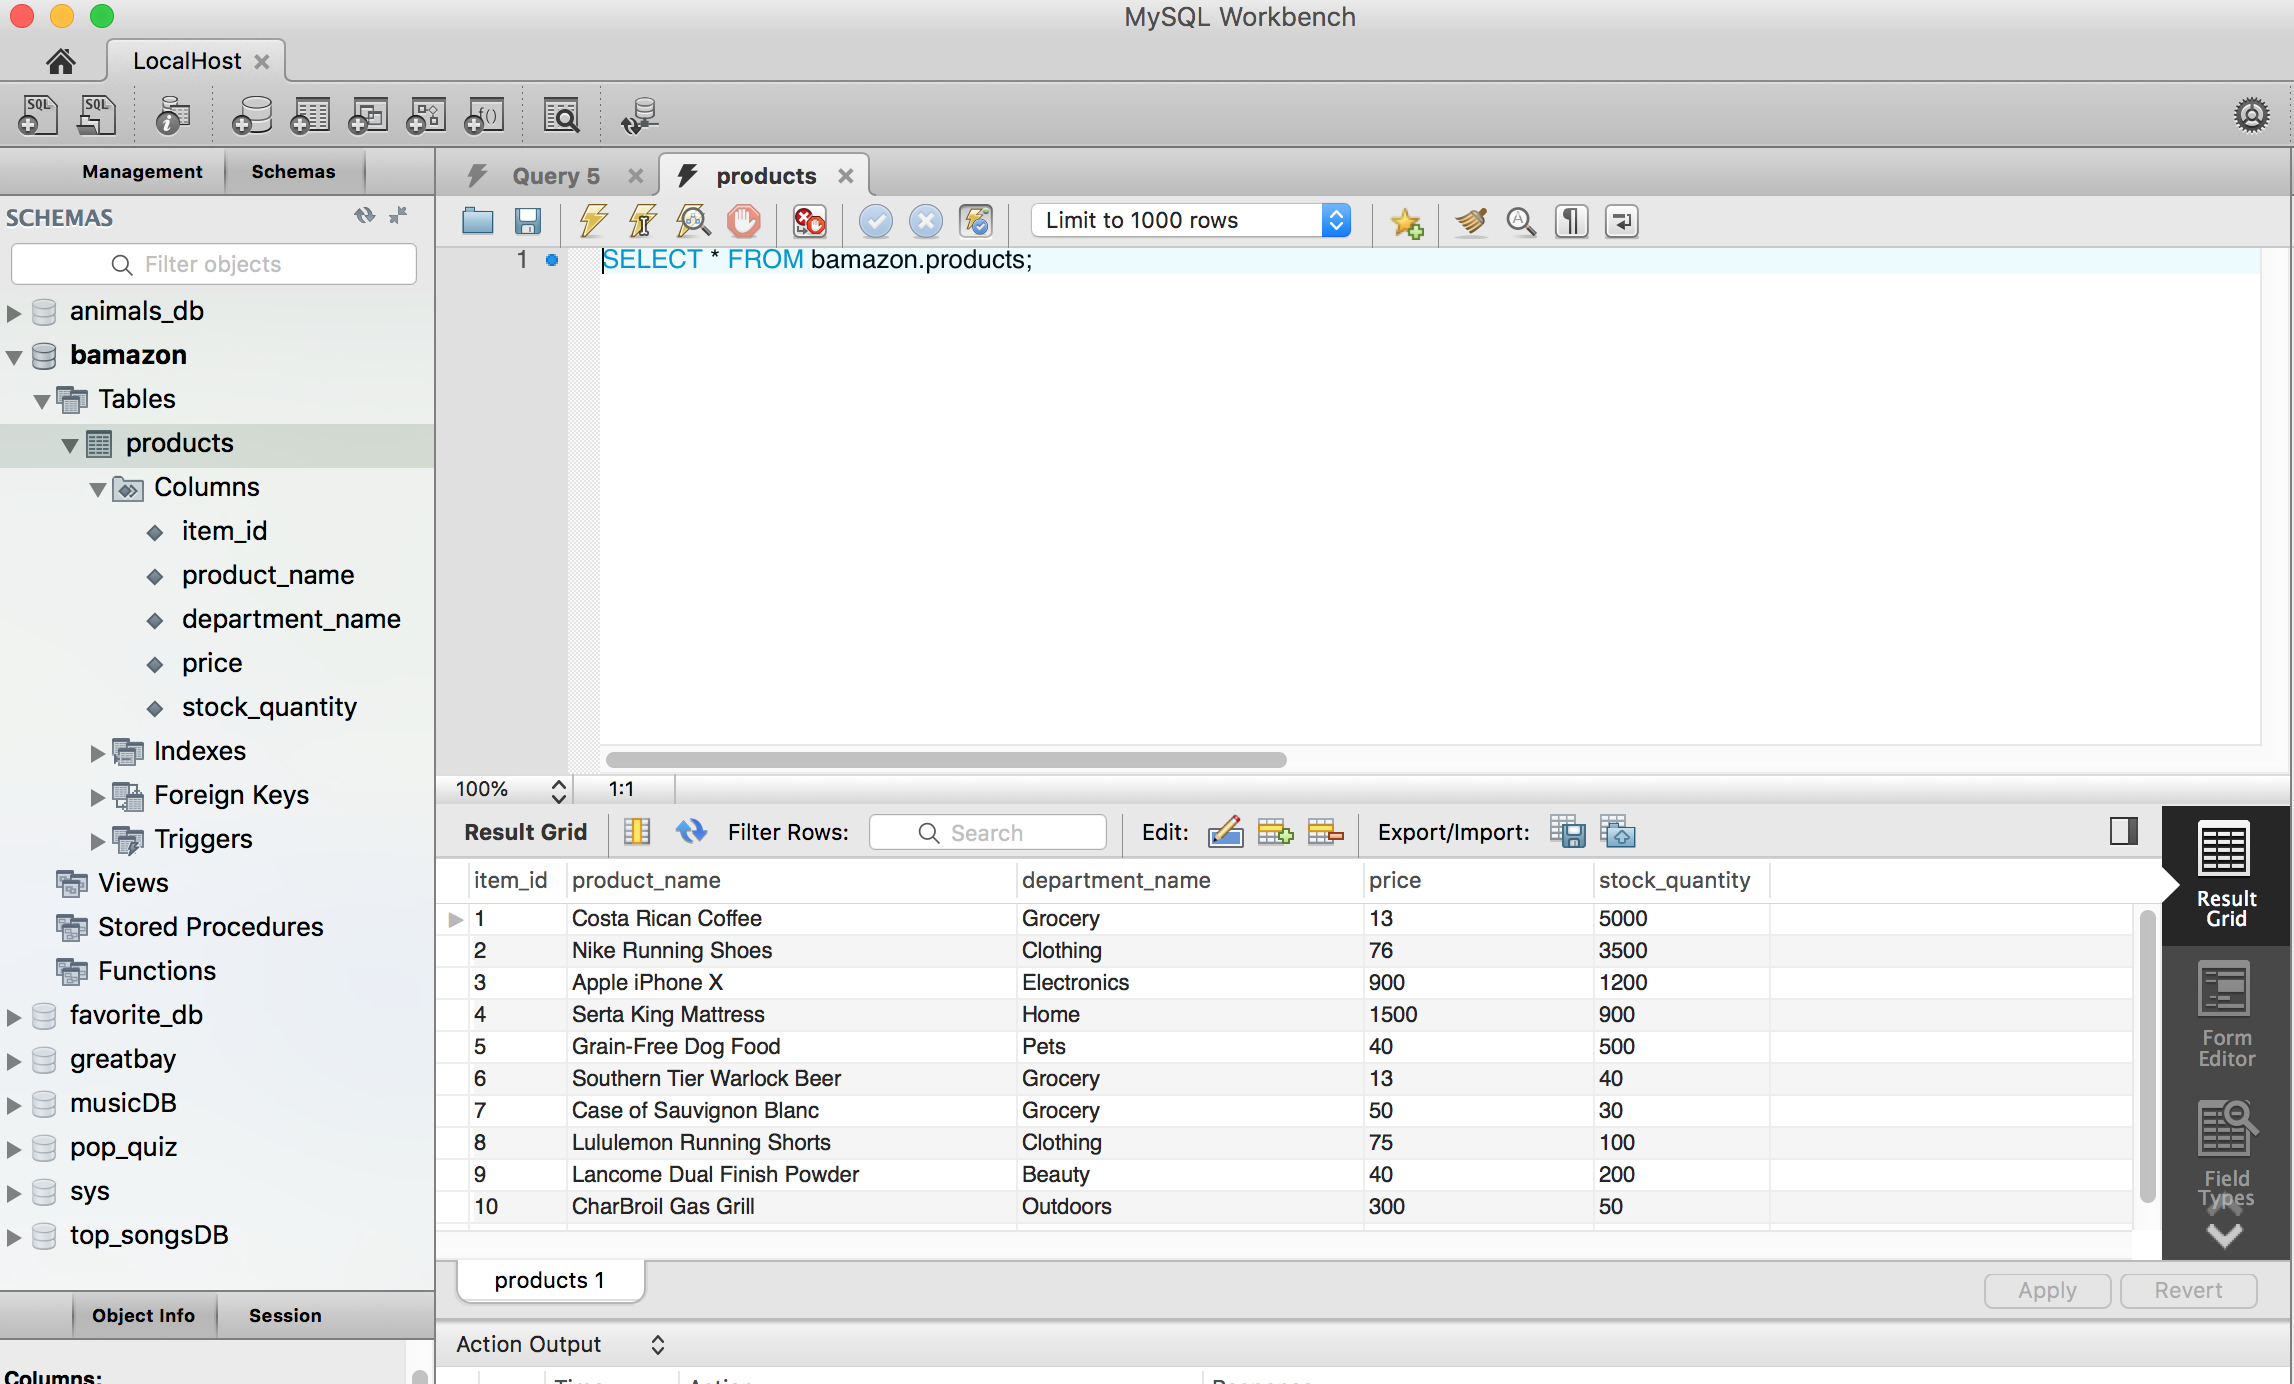 MySQL Workbench
LocalHost
SQL SQL
Management Schemas
SCHEMAS
Filter objects
animals_db
bamazon
Tables
products
Columns
item_id
product_name
department_name
price
stock_quantity
Indexes
Foreign Keys
Triggers
Views
Stored Procedures
Functions
favorite_db
greatbay
musicDB
pop_quiz
sys
top_songsDB
Object Info Session
Columns:
Query 5 products
Limit to 1000 rows
1 SELECT * FROM bamazon.products;
100% 1:1
Result Grid Filter Rows: Search Edit: Export/Import:
item_id product_name department_name price stock_quantity
1 Costa Rican Coffee Grocery 13 5000
2 Nike Running Shoes Clothing 76 3500
3 Apple iPhone X Electronics 900 1200
4 Serta King Mattress Home 1500 900
5 Grain-Free Dog Food Pets 40 500
6 Southern Tier Warlock Beer Grocery 13 40
7 Case of Sauvignon Blanc Grocery 50 30
8 Lululemon Running Shorts Clothing 75 100
9 Lancome Dual Finish Powder Beauty 40 200
10 CharBroil Gas Grill Outdoors 300 50
Result
Grid
Form
Editor
Field
Types
products 1
Apply Revert
Action Output